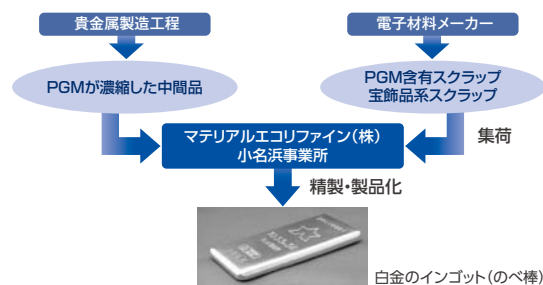 貴金属製造工程
電子材料メーカー
PGMが濃縮した中間品
PGM含有スクラップ
宝飾品系スクラップ
マテリアルエコリファイン(株)
小名浜事業所
集荷
精製・製品化
白金のインゴット(のべ棒)